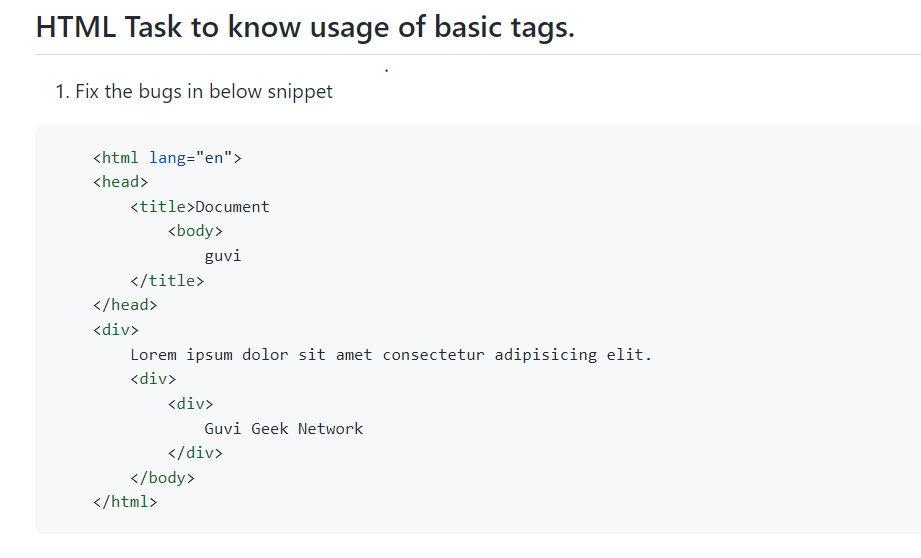 HTML Task to know usage of basic tags.
1. Fix the bugs in below snippet
<html lang="en">
<head>
    <title>Document
        <body>
            guvi
    </title>
</head>
<div>
    Lorem ipsum dolor sit amet consectetur adipisicing elit.
    <div>
        <div>
            Guvi Geek Network
        </div>
    </body>
</html>